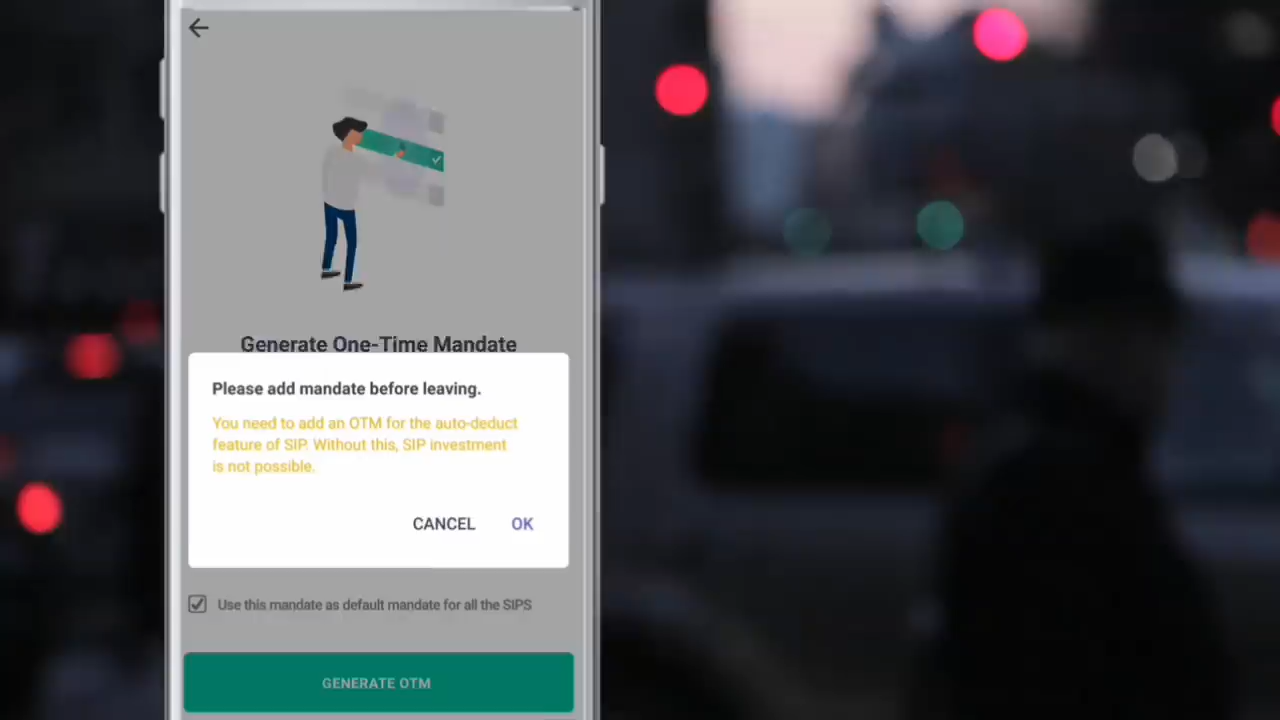 Generate One-Time Mandate
Please add mandate before leaving.
You need to add an OTM for the auto-deduct
feature of SIP. Without this, SIP investment
is not possible.
CANCEL OK
Use this mandate as default mandate for all the SIPS
GENERATE OTM